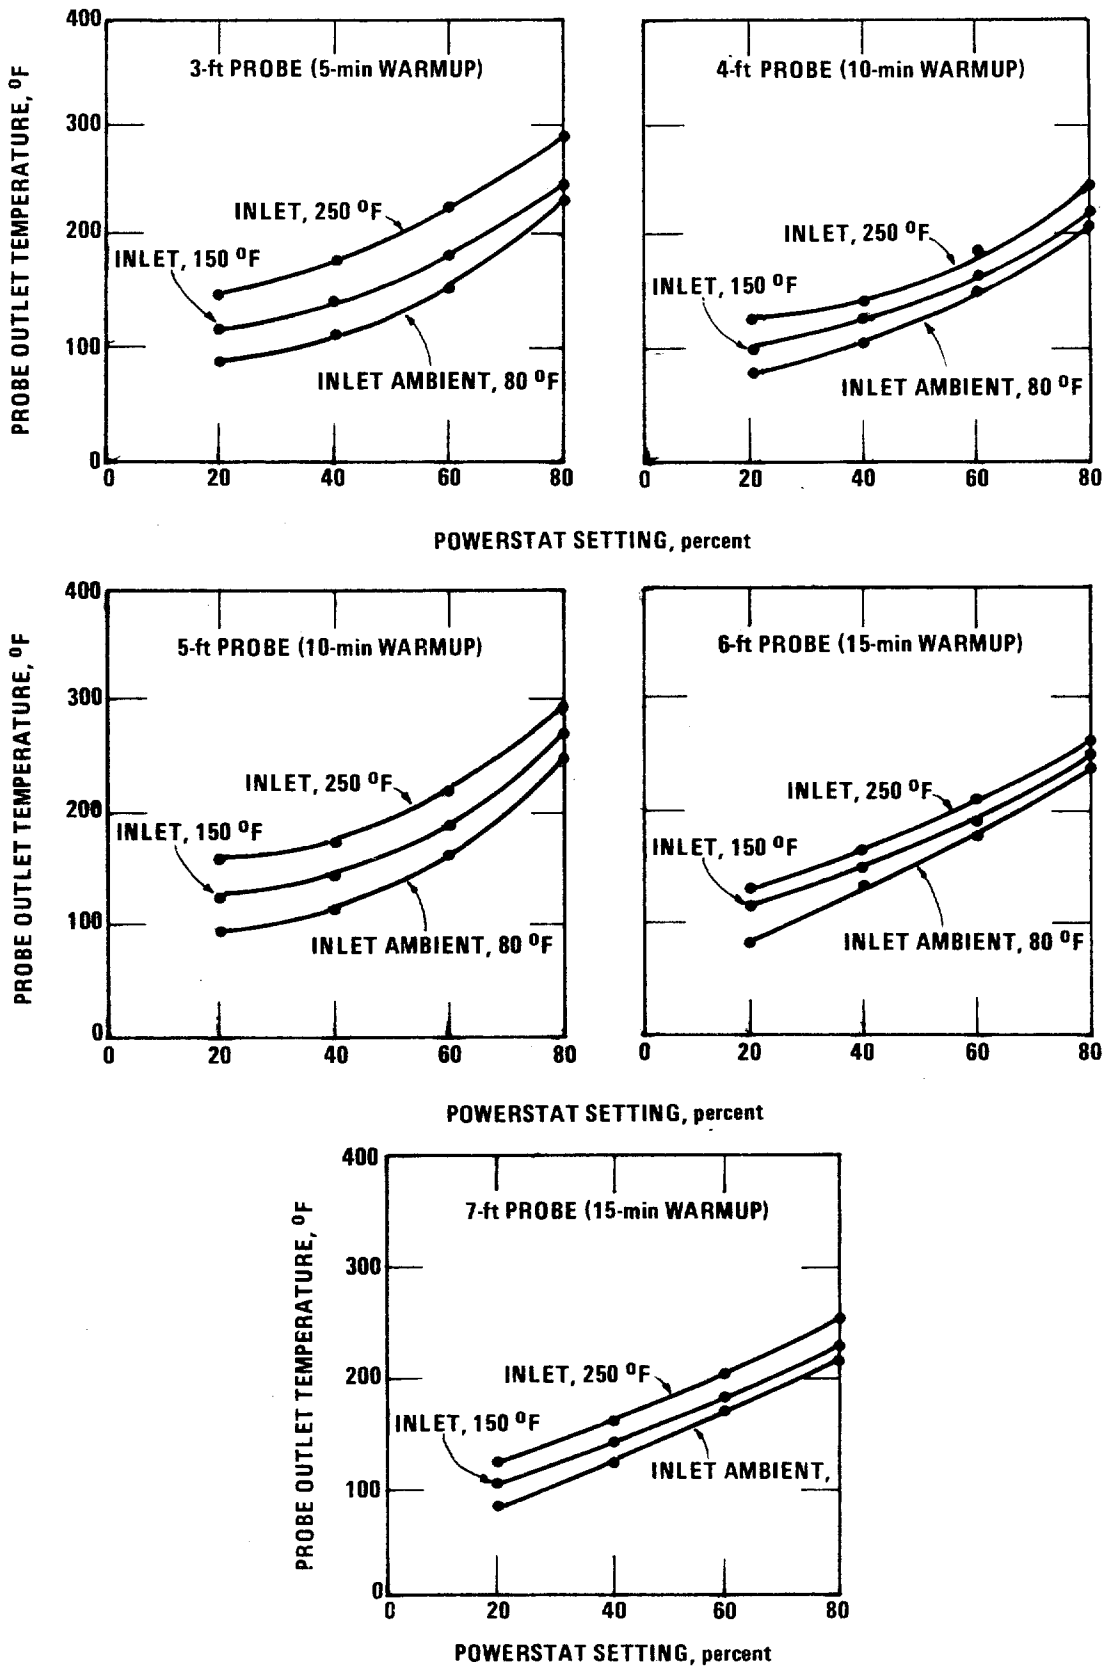 400
3-ft PROBE (5-min WARMUP)
300
INLET, 250 °F
200
INLET, 150 °F
100
INLET AMBIENT, 80 °F
0
0 20 40 60 80
PROBE OUTLET TEMPERATURE, °F
4-ft PROBE (10-min WARMUP)
INLET, 250 °F
INLET, 150 °F
INLET AMBIENT, 80 °F
0 20 40 60 80
POWERSTAT SETTING, percent
400
5-ft PROBE (10-min WARMUP)
300
INLET, 250 °F
200
INLET, 150 °F
100
INLET AMBIENT, 80 °F
0
0 20 40 60 80
PROBE OUTLET TEMPERATURE, °F
6-ft PROBE (15-min WARMUP)
INLET, 250 °F
INLET, 150 °F
INLET AMBIENT, 80 °F
0 20 40 60 80
POWERSTAT SETTING, percent
400
7-ft PROBE (15-min WARMUP)
300
INLET, 250 °F
200
INLET, 150 °F
INLET AMBIENT,
100
0
0 20 40 60 80
PROBE OUTLET TEMPERATURE, °F
POWERSTAT SETTING, percent